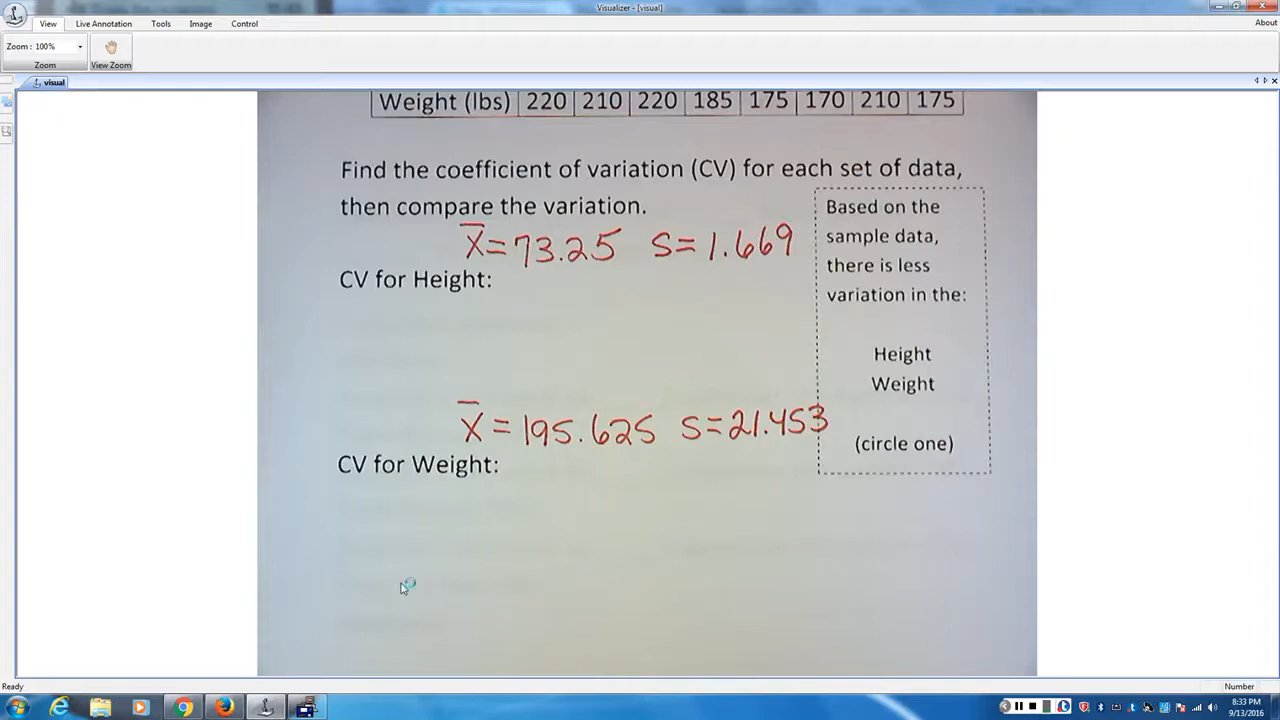 Visualizer - [visual]
View Live Annotation Tools Image Control
About
Zoom : 100%
Zoom View Zoom
visual
Weight (lbs) 220 210 220 185 175 170 210 175
Find the coefficient of variation (CV) for each set of data,
then compare the variation.
X̅ = 73.25 S = 1.669
CV for Height:
X̅ = 195.625 S = 21.453
CV for Weight:
Based on the
sample data,
there is less
variation in the:
Height
Weight
(circle one)
Ready
Number
8:33 PM
9/13/2016